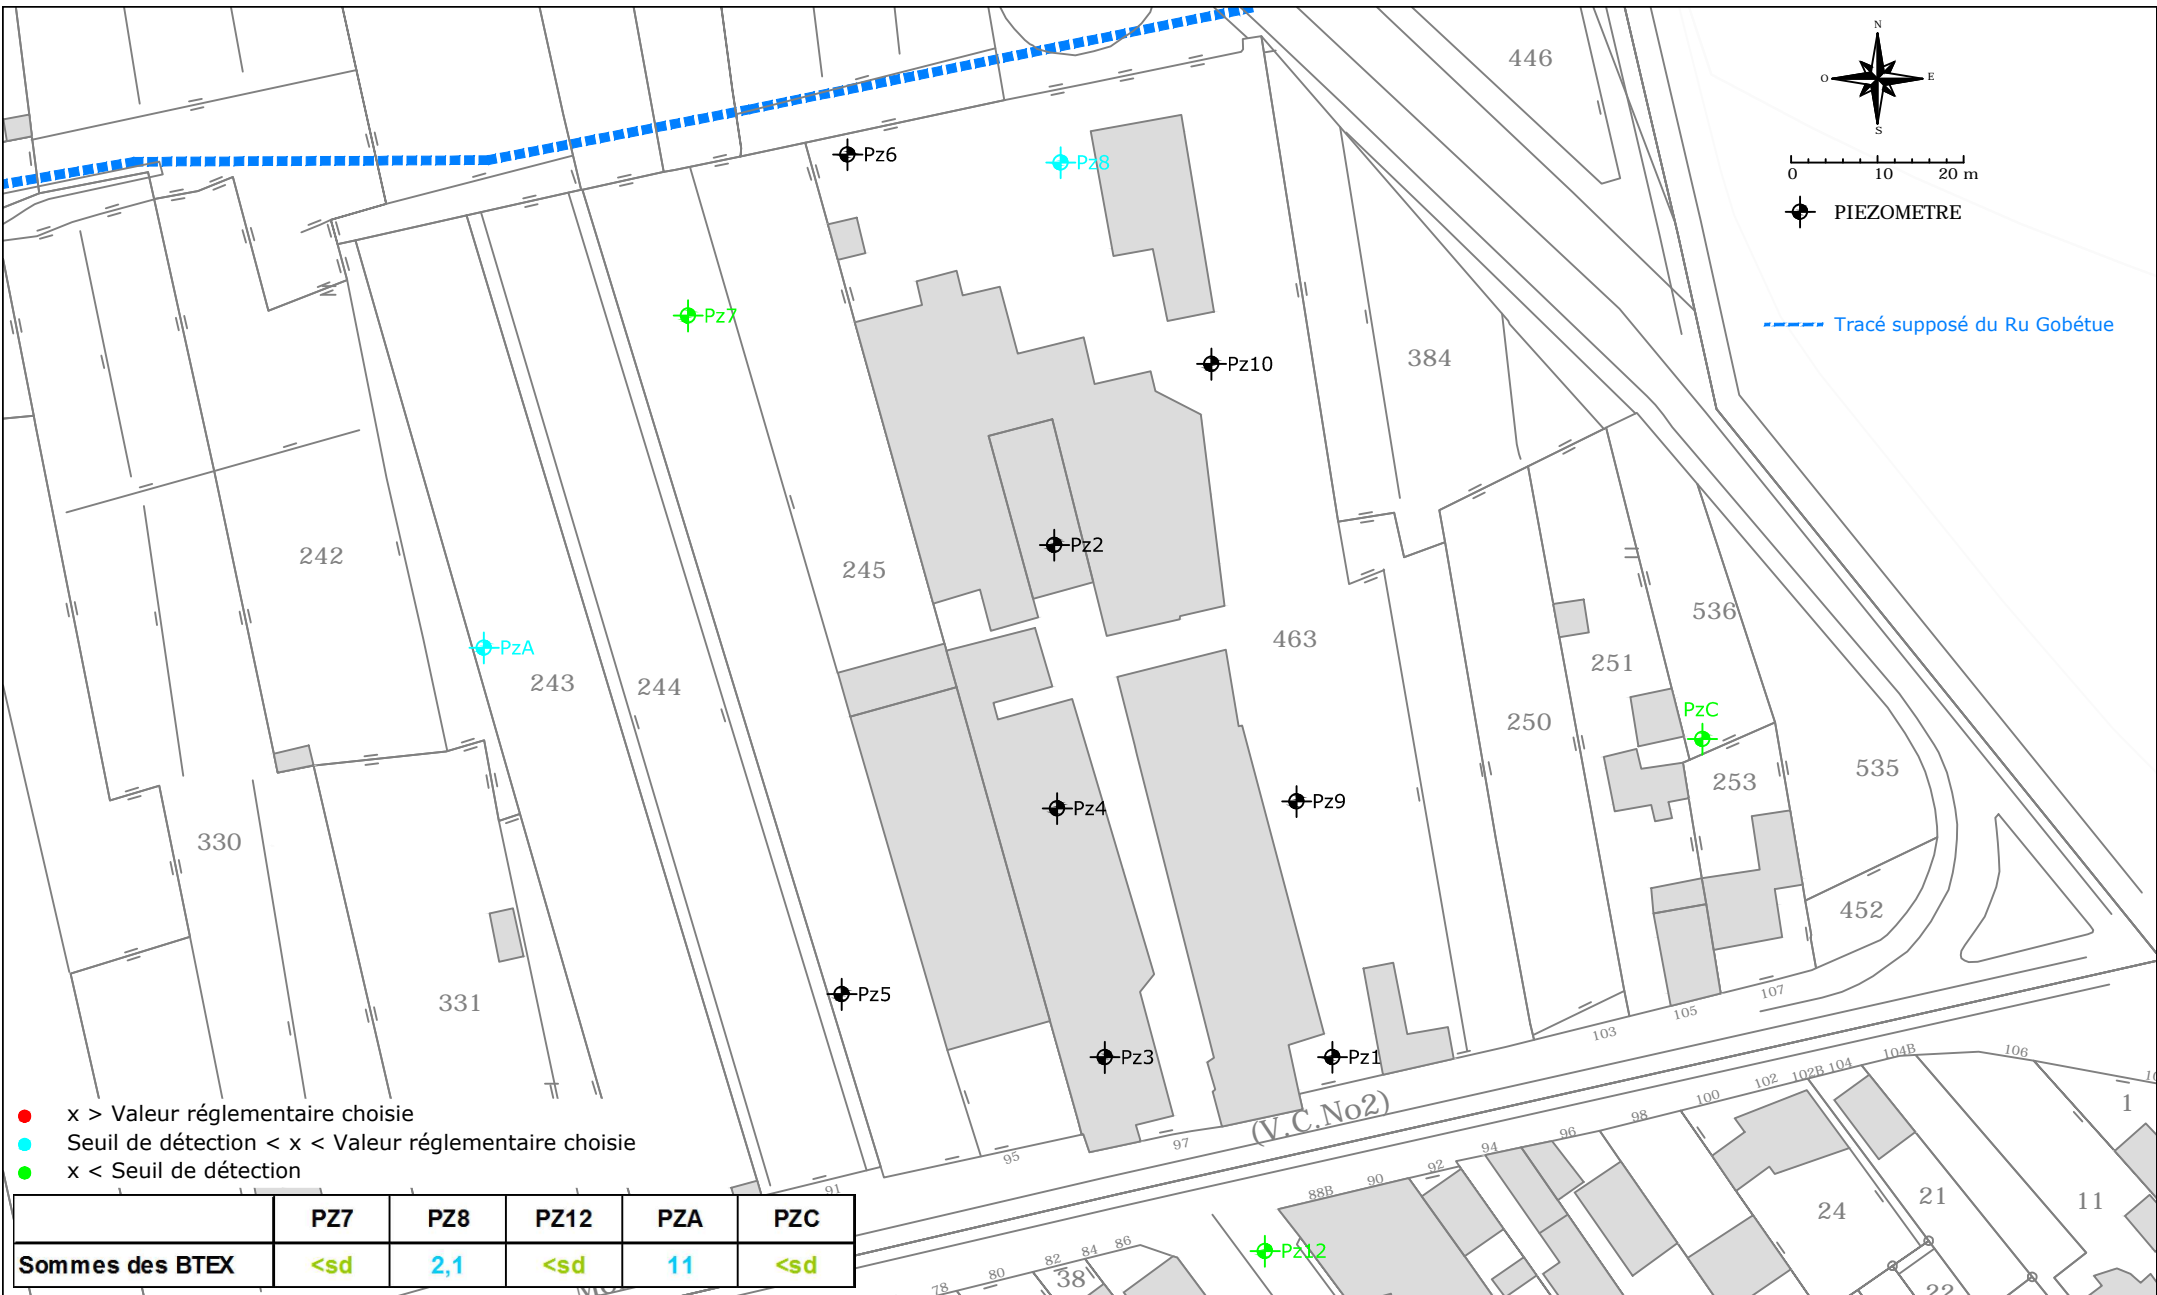 N
O E
S
0 10 20 m
PIEZOMETRE
Tracé supposé du Ru Gobétue
446
Pz6
Pz8
Pz7
Pz10
384
242
245
Pz2
536
463
251
PzA
243
244
250
PzC
253
535
330
Pz4
Pz9
452
331
Pz5
107
105
103
Pz3
Pz1
106
104B
104
102B
102
100
98
96
94
92
90
88B
(V.C.No2)
97
95
91
1
11
21
24
22
38
86
84
82
80
78
Pz12
x > Valeur réglementaire choisie
Seuil de détection < x < Valeur réglementaire choisie
x < Seuil de détection
PZ7 PZ8 PZ12 PZA PZC
Sommes des BTEX <sd 2,1 <sd 11 <sd